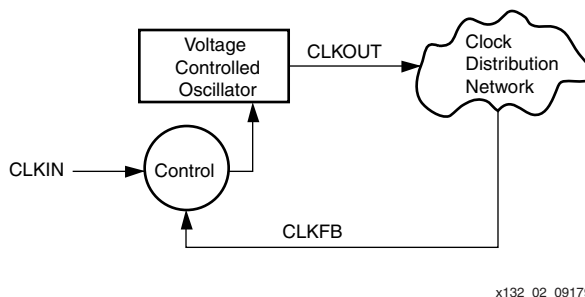 Voltage
Controlled
Oscillator
CLKOUT
Clock
Distribution
Network
CLKIN
Control
CLKFB